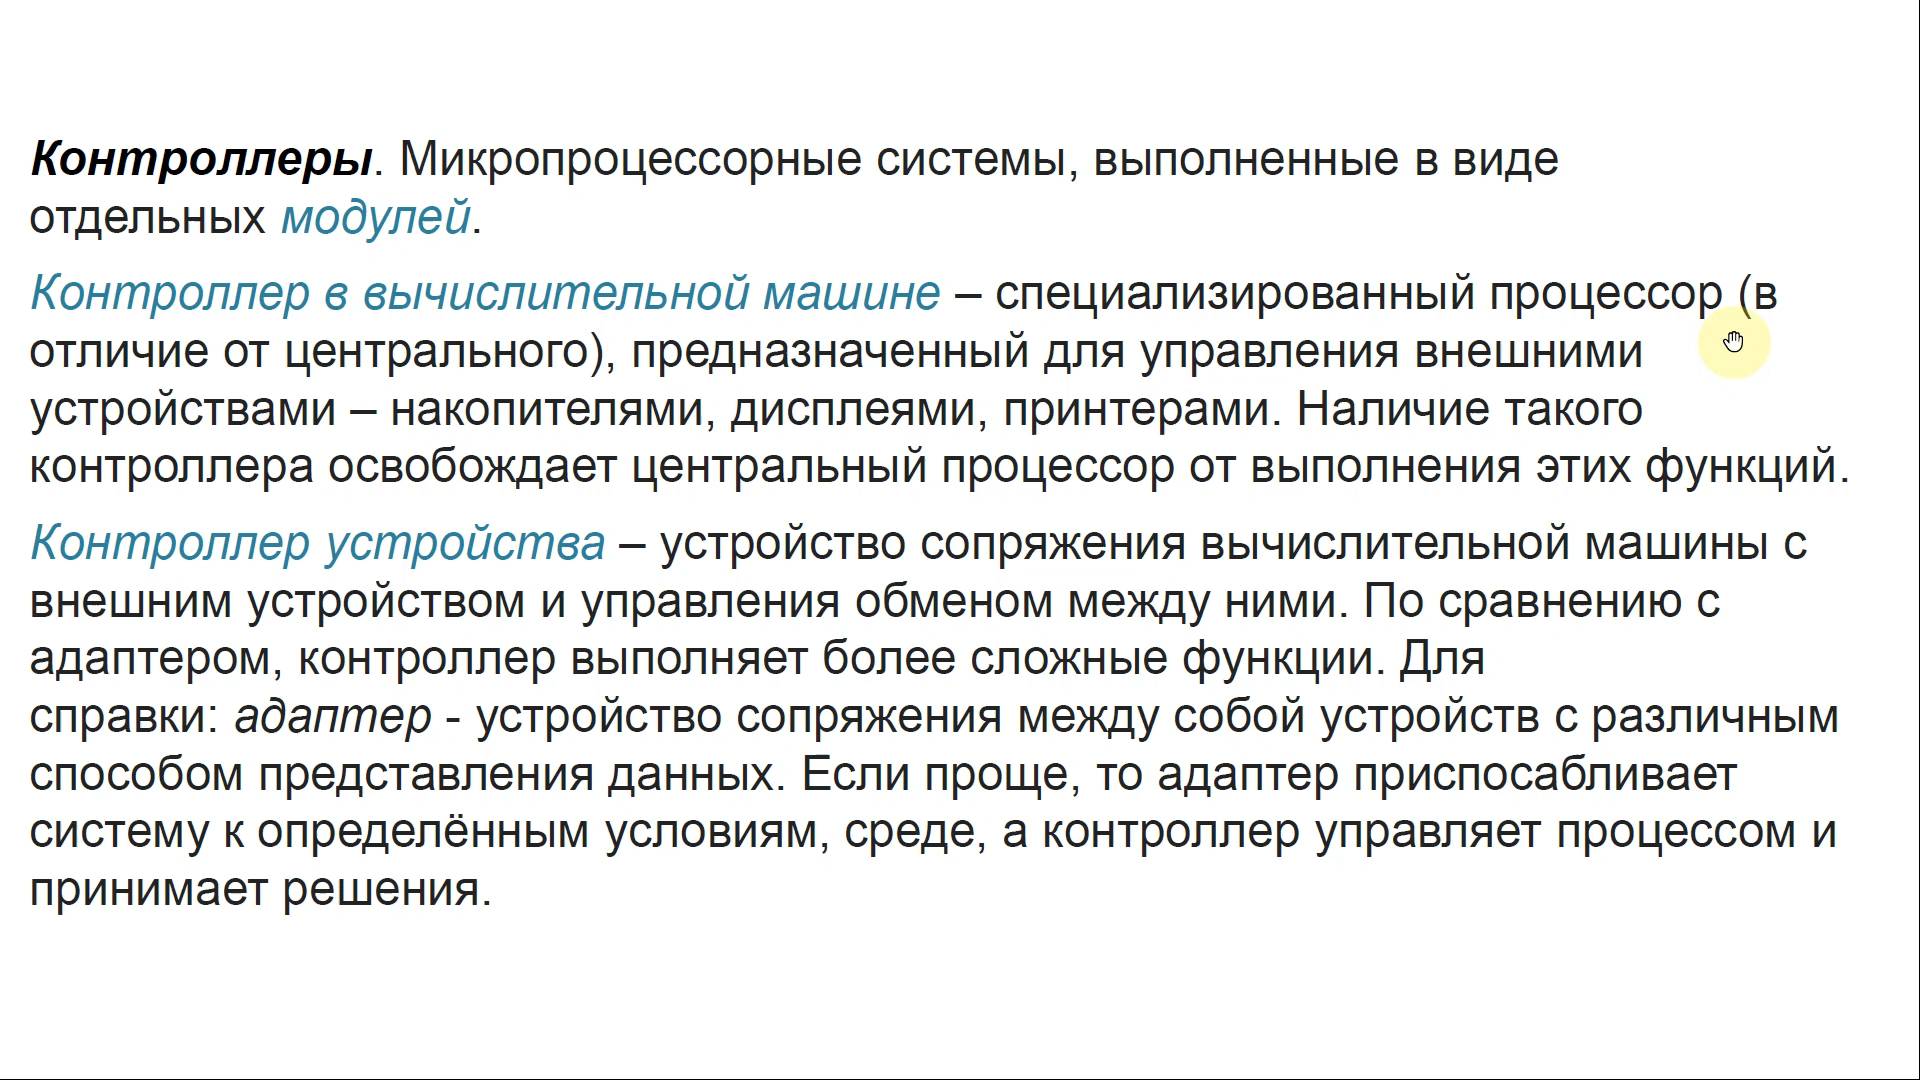 Контроллеры. Микропроцессорные системы, выполненные в виде
отдельных модулей.
Контроллер в вычислительной машине – специализированный процессор (в
отличие от центрального), предназначенный для управления внешними
устройствами – накопителями, дисплеями, принтерами. Наличие такого
контроллера освобождает центральный процессор от выполнения этих функций.
Контроллер устройства – устройство сопряжения вычислительной машины с
внешним устройством и управления обменом между ними. По сравнению с
адаптером, контроллер выполняет более сложные функции. Для
справки: адаптер - устройство сопряжения между собой устройств с различным
способом представления данных. Если проще, то адаптер приспосабливает
систему к определённым условиям, среде, а контроллер управляет процессом и
принимает решения.